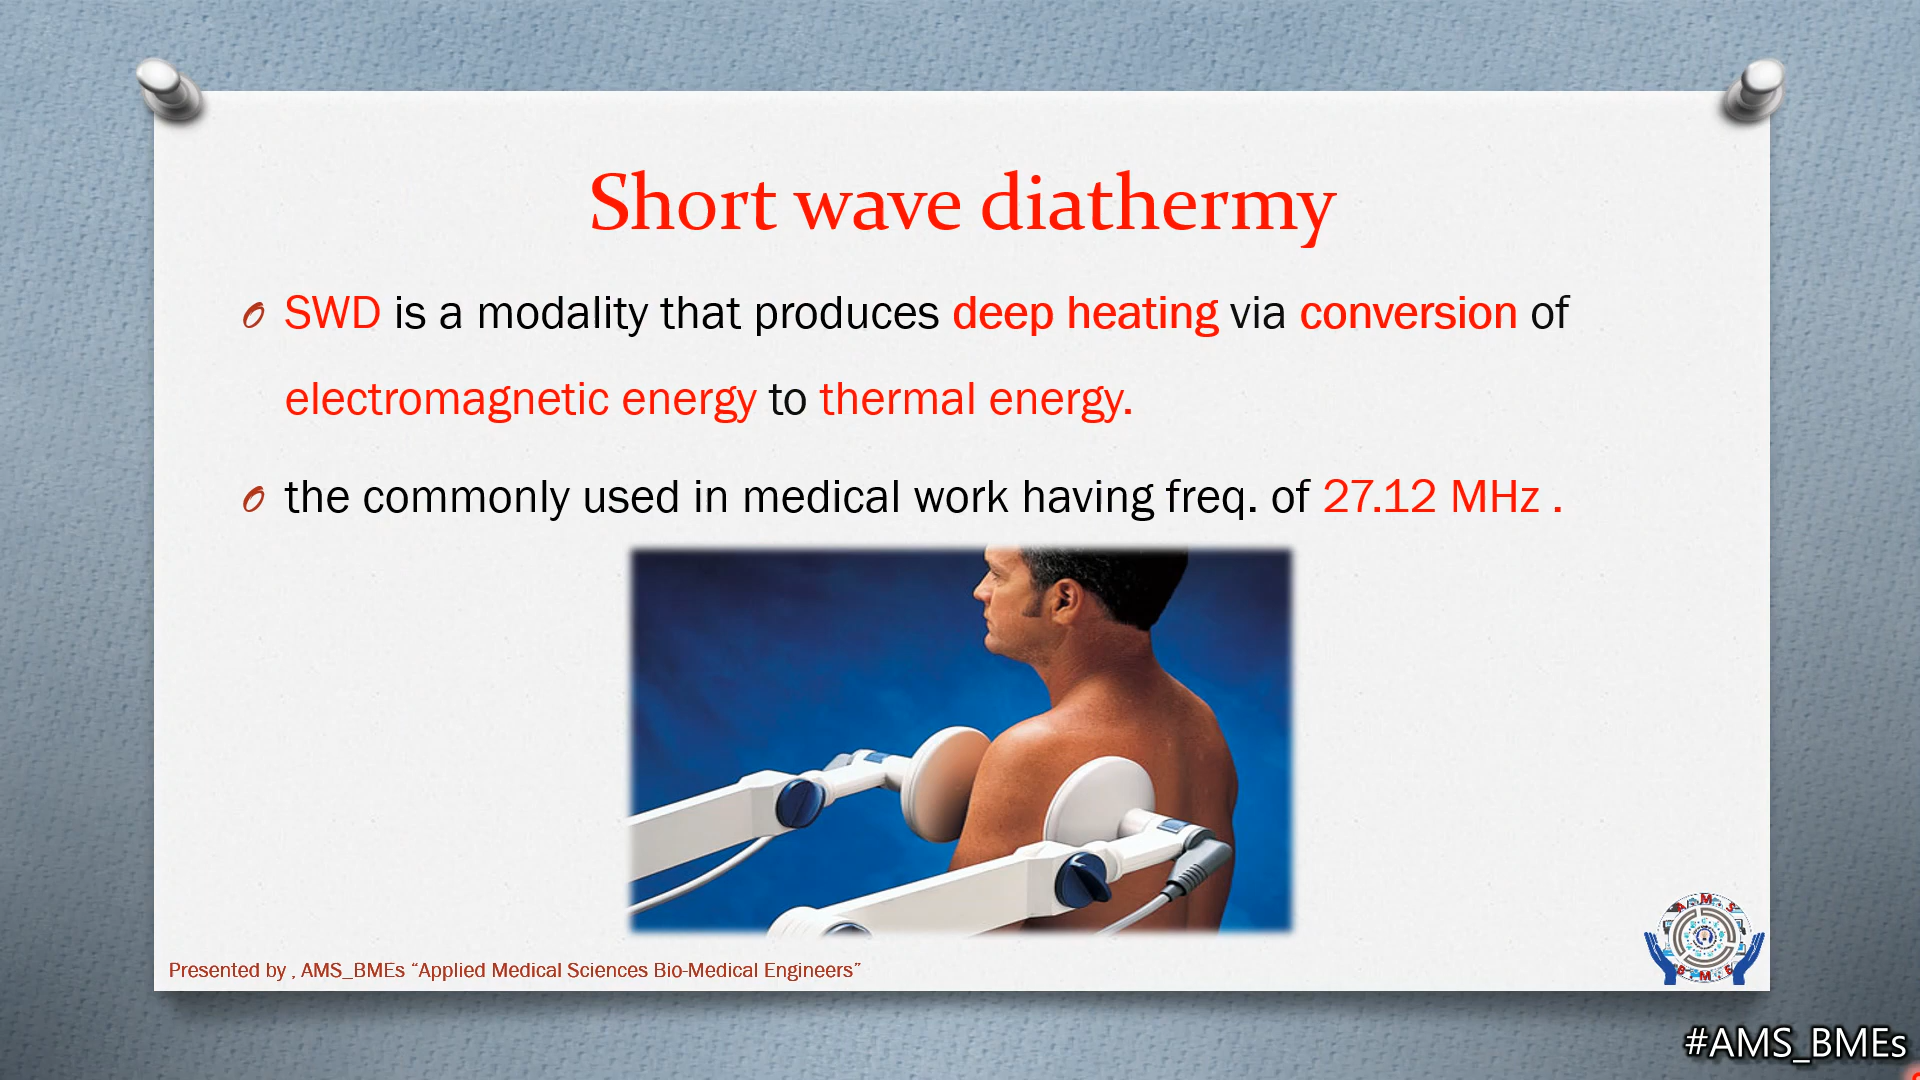 Short wave diathermy
SWD is a modality that produces deep heating via conversion of
electromagnetic energy to thermal energy.
the commonly used in medical work having freq. of 27.12 MHz .
Presented by , AMS_BMEs “Applied Medical Sciences Bio-Medical Engineers”
A M S
B M E
#AMS_BMEs